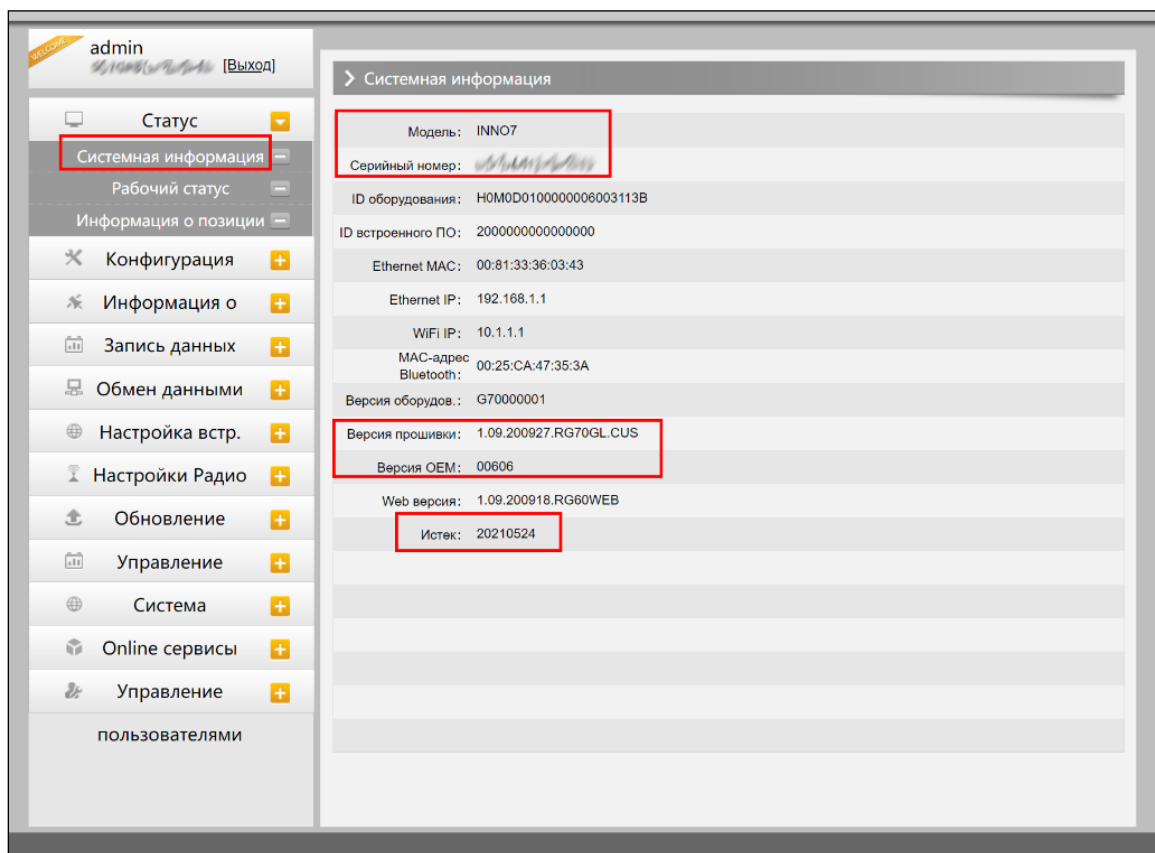 WELCOME
admin
[Выход]
Статус
Системная информация
Рабочий статус
Информация о позиции
Конфигурация
Информация о
Запись данных
Обмен данными
Настройка встр.
Настройки Радио
Обновление
Управление
Система
Online сервисы
Управление
пользователями
Системная информация
Модель: INNO7
Серийный номер:
ID оборудования: H0M0D0100000006003113B
ID встроенного ПО: 2000000000000000
Ethernet MAC: 00:81:33:36:03:43
Ethernet IP: 192.168.1.1
WiFi IP: 10.1.1.1
MAC-адрес
Bluetooth: 00:25:CA:47:35:3A
Версия оборудов.: G70000001
Версия прошивки: 1.09.200927.RG70GL.CUS
Версия OEM: 00606
Web версия: 1.09.200918.RG60WEB
Истек: 20210524